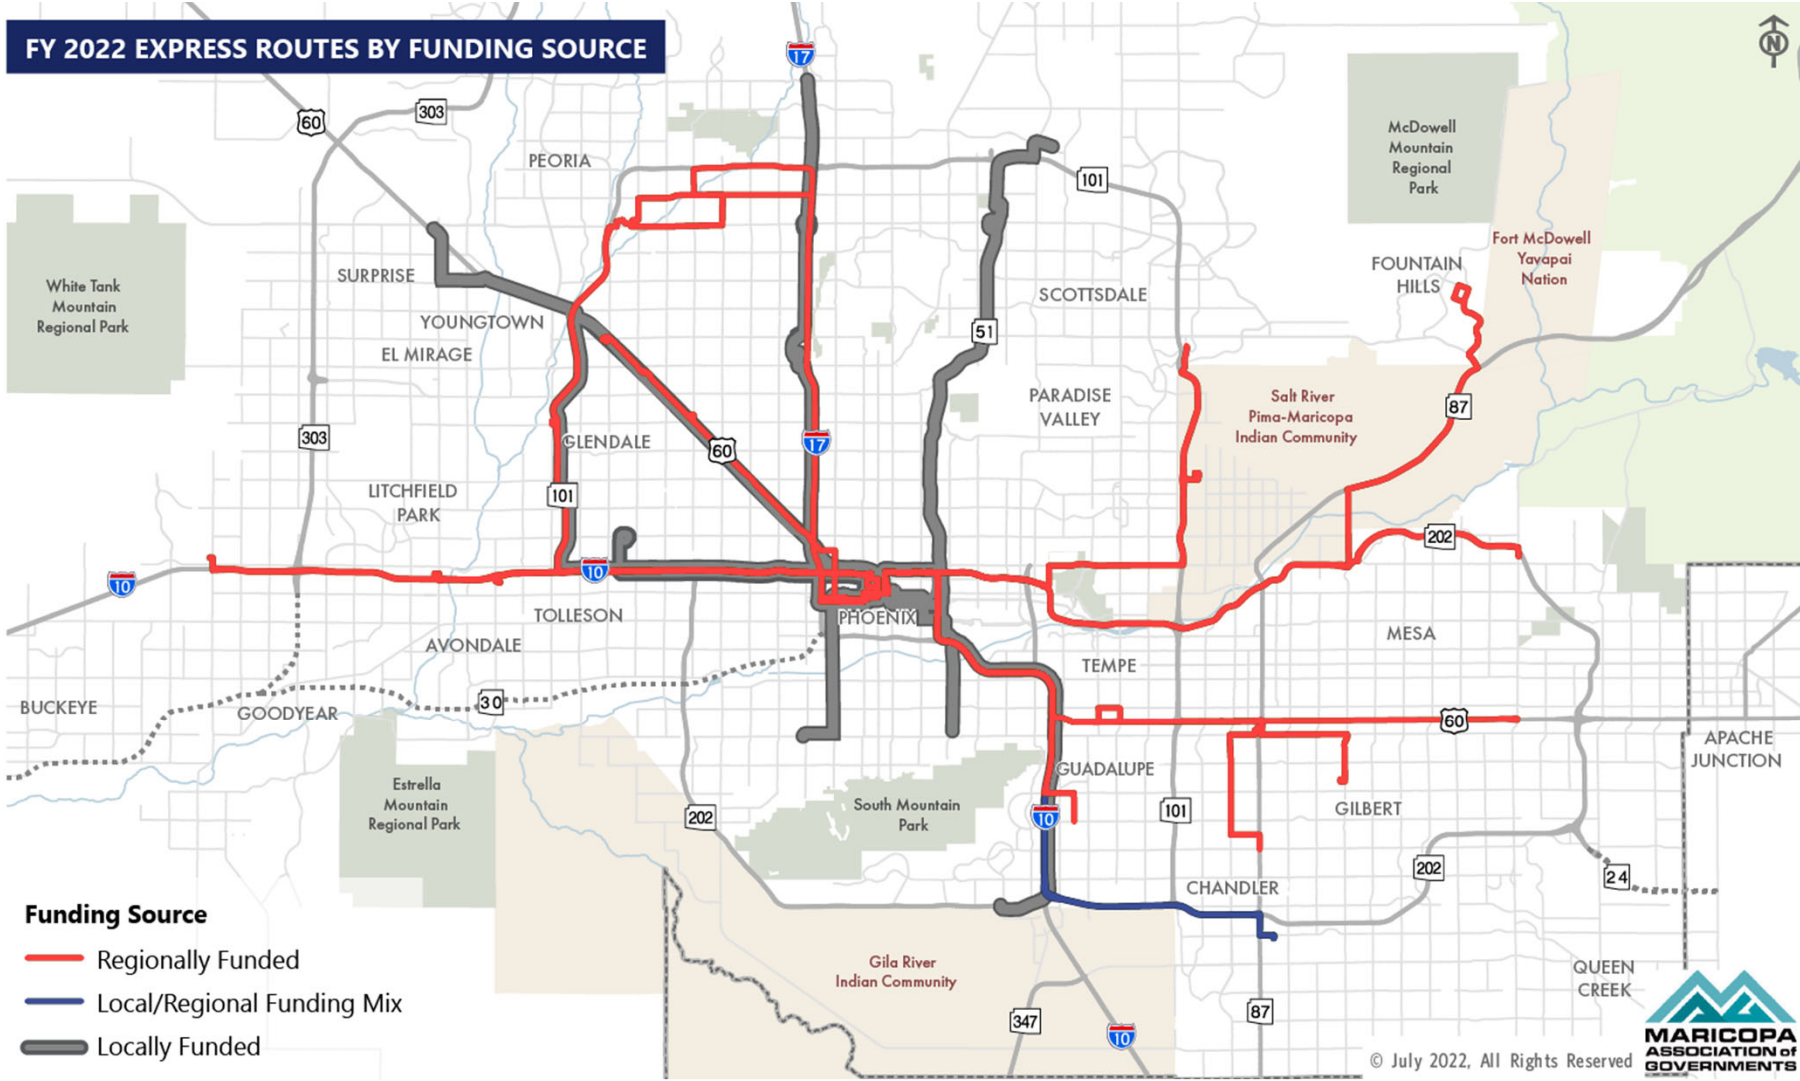 FY 2022 EXPRESS ROUTES BY FUNDING SOURCE
17
N
60
303
PEORIA
101
McDowell
Mountain
Regional
Park
Fort McDowell
Yavapai
Nation
FOUNTAIN
HILLS
SURPRISE
White Tank
Mountain
Regional Park
SCOTTSDALE
YOUNGTOWN
51
EL MIRAGE
PARADISE
VALLEY
Salt River
Pima-Maricopa
Indian Community
87
303
GLENDALE
60
17
LITCHFIELD
PARK
101
202
10
10
TOLLESON
PHOENIX
MESA
AVONDALE
TEMPE
BUCKEYE
GOODYEAR
30
60
APACHE
JUNCTION
GUADALUPE
Estrella
Mountain
Regional Park
South Mountain
Park
202
10
101
GILBERT
202
24
CHANDLER
Funding Source
Regionally Funded
Local/Regional Funding Mix
Locally Funded
Gila River
Indian Community
QUEEN
CREEK
347
10
87
© July 2022, All Rights Reserved
MARICOPA
ASSOCIATION of
GOVERNMENTS